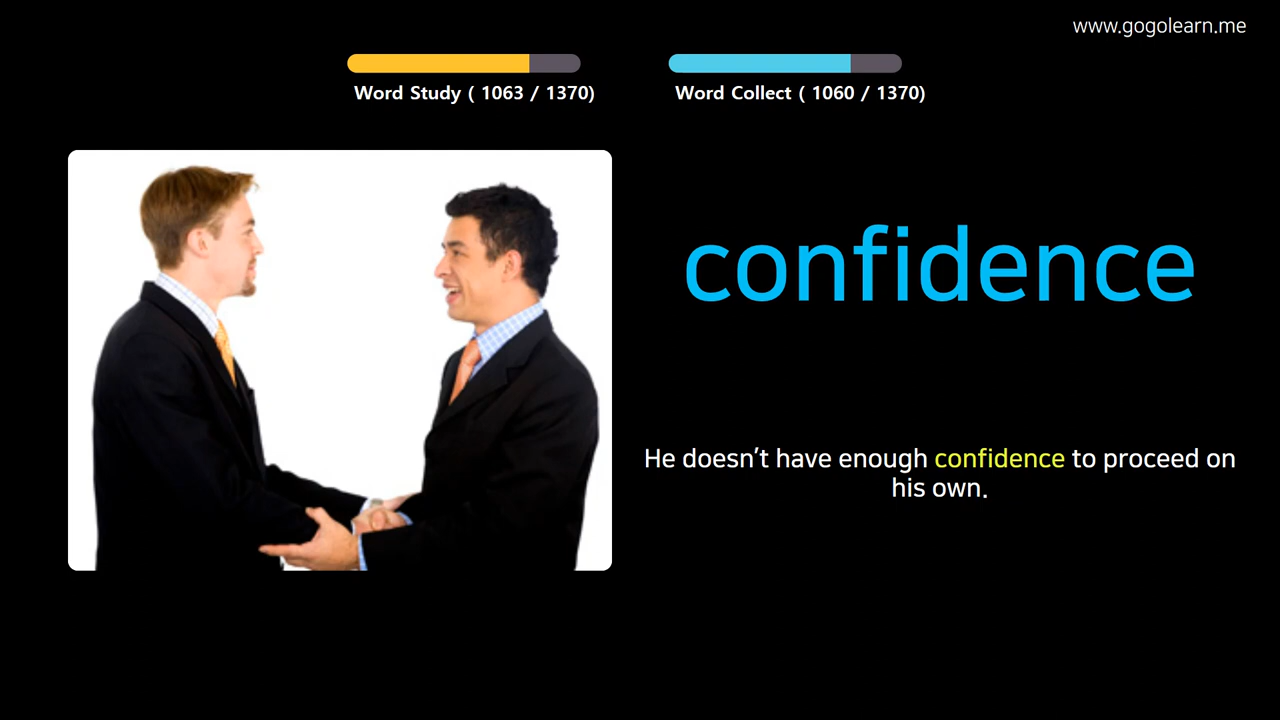 www.gogolearn.me
Word Study ( 1063 / 1370)
Word Collect ( 1060 / 1370)
confidence
He doesn't have enough confidence to proceed on
his own.